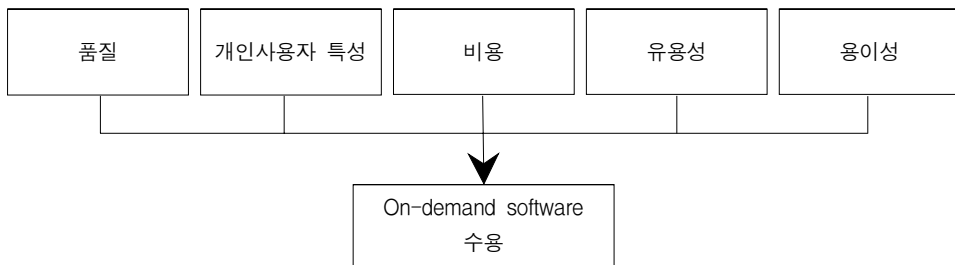 품질
개인사용자 특성
비용
유용성
용이성
On-demand software
수용